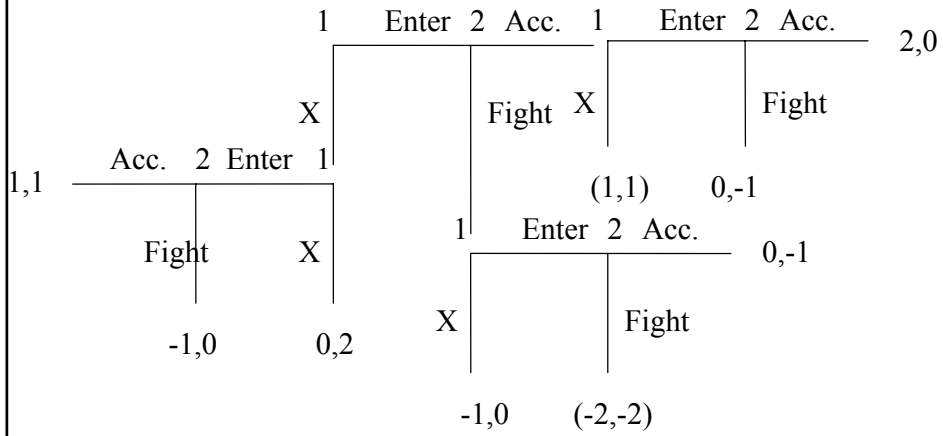 1 Enter 2 Acc. 1 Enter 2 Acc.
2,0
X Fight X Fight
Acc. 2 Enter 1
1,1
(1,1) 0,-1
1 Enter 2 Acc.
0,-1
Fight X
X Fight
-1,0 0,2
-1,0 (-2,-2)